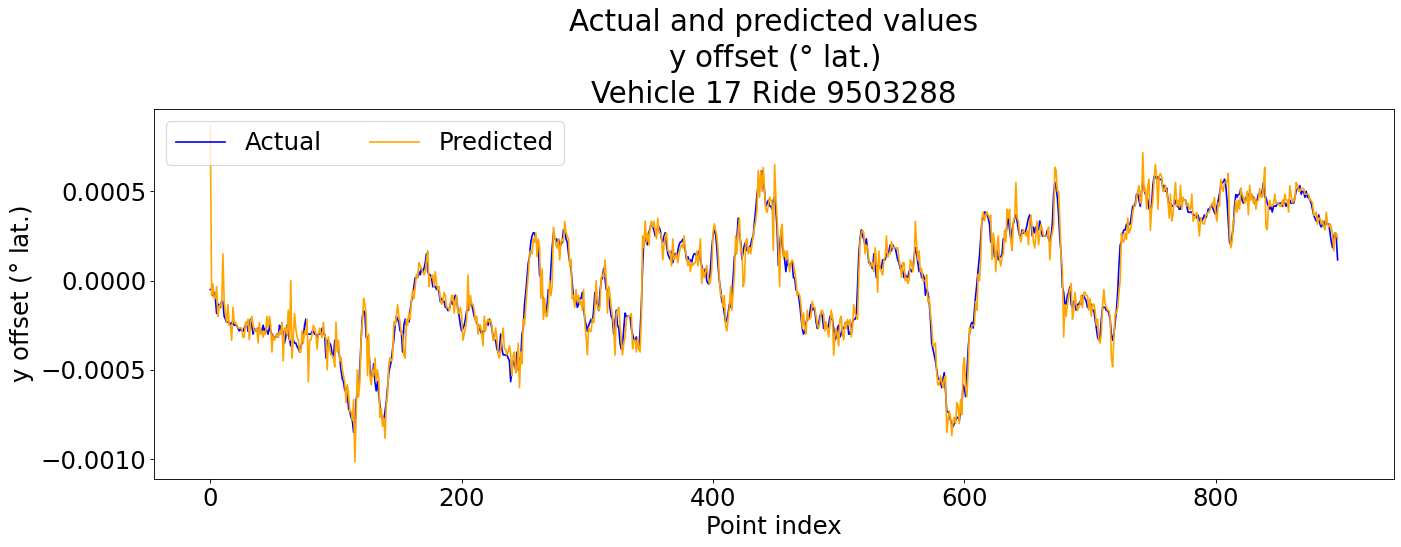 Actual and predicted values
y offset (° lat.)
Vehicle 17 Ride 9503288
Actual
Predicted
y offset (° lat.)
0.0005
0.0000
−0.0005
−0.0010
0
200
400
600
800
Point index